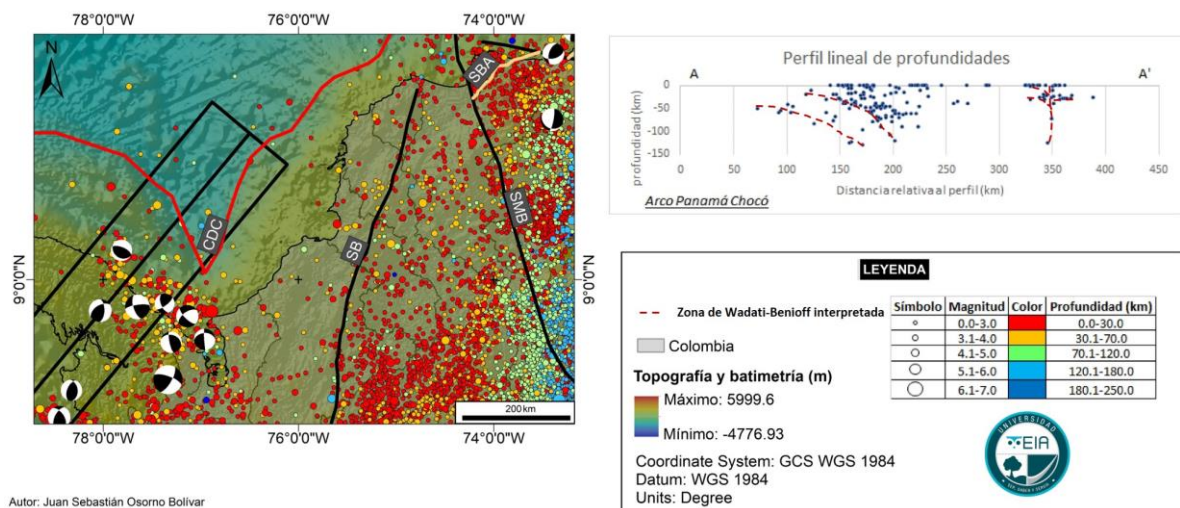 78°0'0"W 76°0'0"W 74°0'0"W
N
CDC
SB
SBA
SMB
9°0'0"N
9°0'0"N
200 km
78°0'0"W 76°0'0"W 74°0'0"W
Autor: Juan Sebastián Osorno Bolívar
Perfil lineal de profundidades
A A'
profundidad (km)
0
-50
-100
-150
0 50 100 150 200 250 300 350 400 450
Distancia relativa al perfil (km)
Arco Panamá Chocó
LEYENDA
Zona de Wadati-Benioff interpretada
Colombia
Topografía y batimetría (m)
Máximo: 5999.6
Mínimo: -4776.93
Coordinate System: GCS WGS 1984
Datum: WGS 1984
Units: Degree
Símbolo Magnitud Color Profundidad (km)
0.0-3.0 0.0-30.0
3.1-4.0 30.1-70.0
4.1-5.0 70.1-120.0
5.1-6.0 120.1-180.0
6.1-7.0 180.1-250.0
UNIVERSIDAD
EIA
SER, SABER Y SERVIR